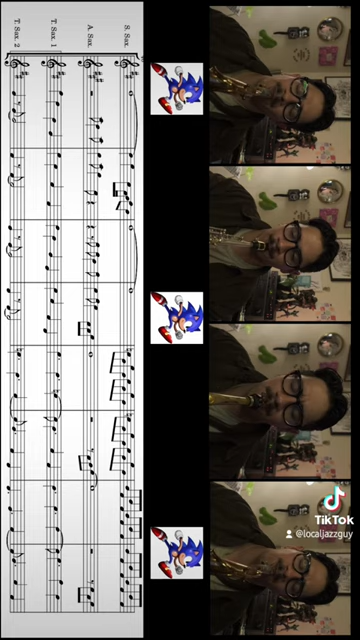 S. Sax.
A. Sax.
T. Sax. 1
T. Sax. 2
TikTok
@localjazzguy